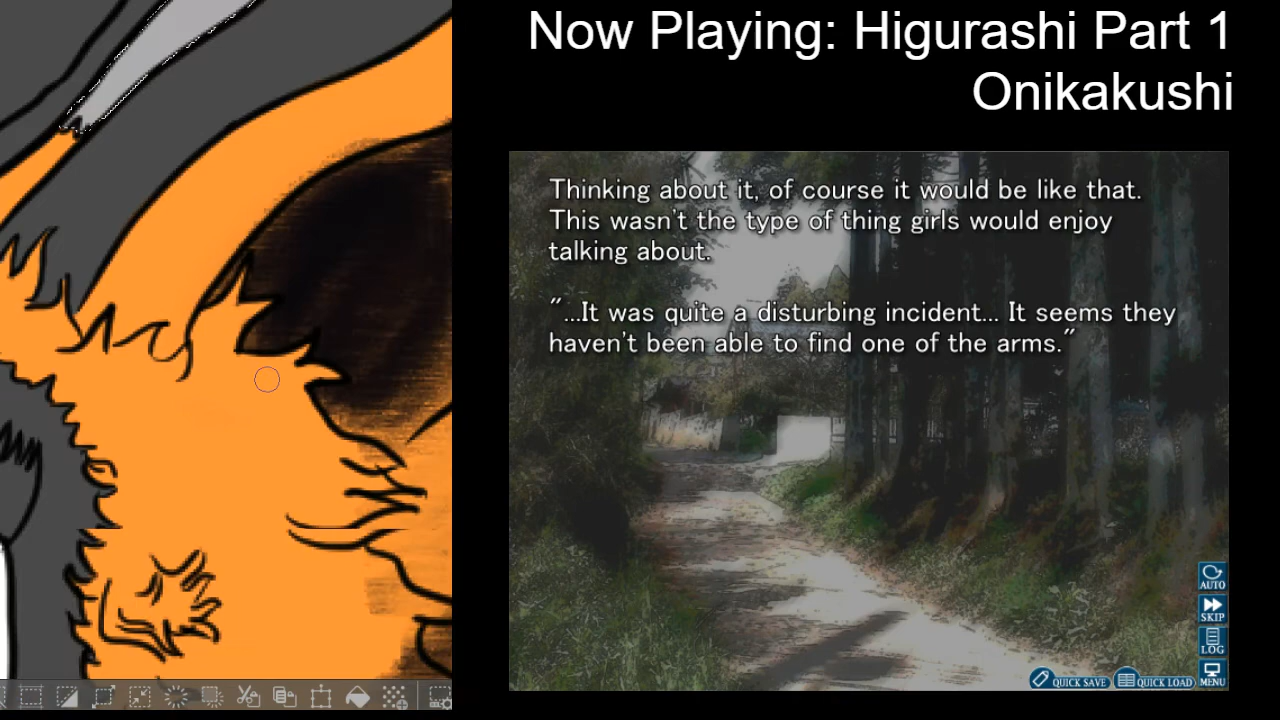 Now Playing: Higurashi Part 1
Onikakushi
Thinking about it, of course it would be like that.
This wasn't the type of thing girls would enjoy
talking about.
"...It was quite a disturbing incident... It seems they
haven't been able to find one of the arms."
AUTO
SKIP
LOG
MENU
QUICK SAVE
QUICK LOAD